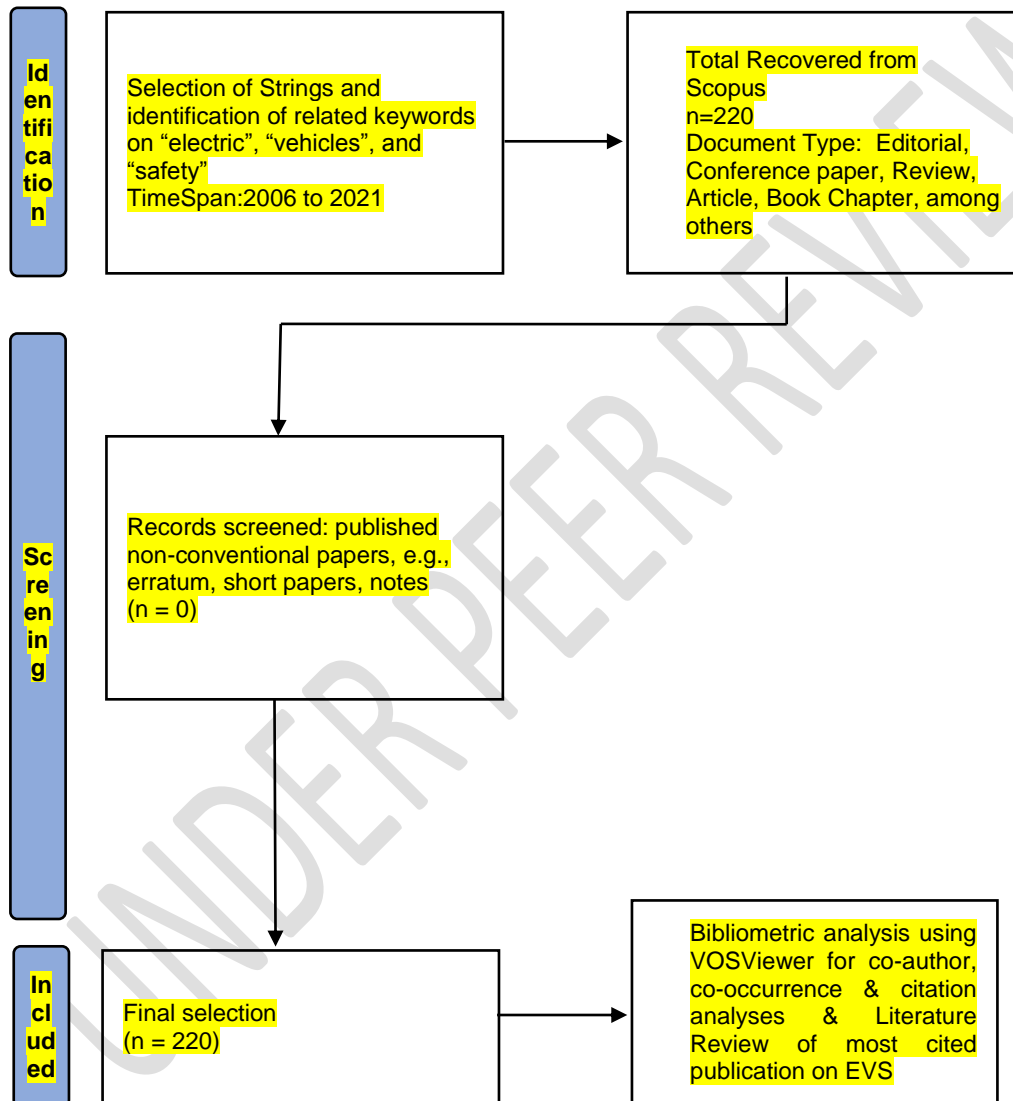 Id
en
tifi
ca
tio
n
Selection of Strings and
identification of related keywords
on “electric”, “vehicles”, and
“safety”
TimeSpan:2006 to 2021
Total Recovered from
Scopus
n=220
Document Type: Editorial,
Conference paper, Review,
Article, Book Chapter, among
others
Sc
re
en
in
g
Records screened: published
non-conventional papers, e.g.,
erratum, short papers, notes
(n = 0)
In
cl
ud
ed
Final selection
(n = 220)
Bibliometric analysis using
VOSViewer for co-author,
co-occurrence & citation
analyses & Literature
Review of most cited
publication on EVS
UNDER PEER REVIEW